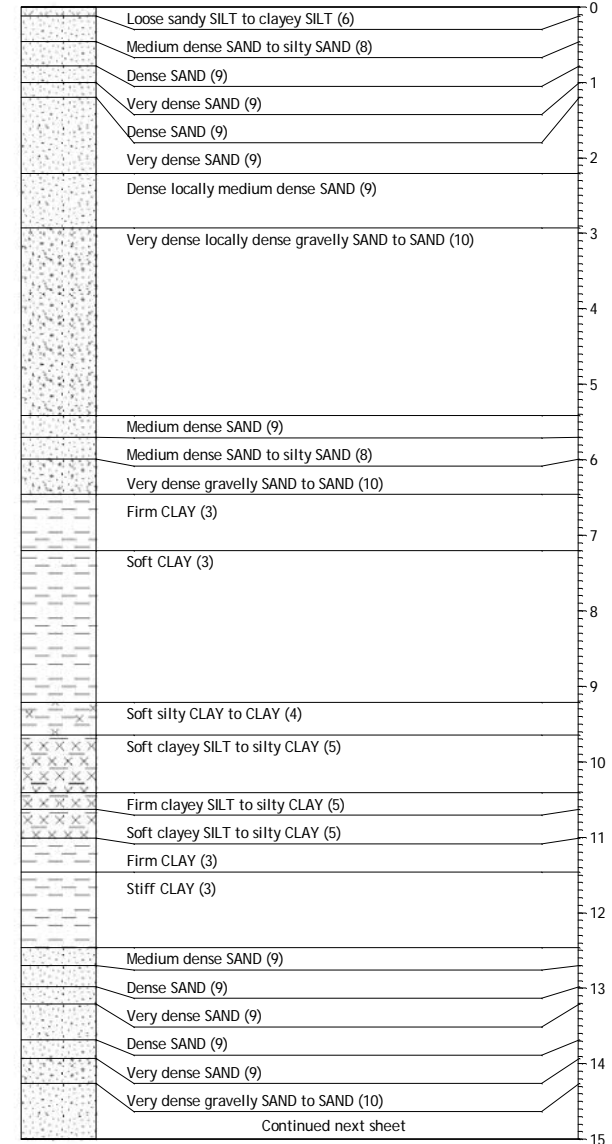 0
Loose sandy SILT to clayey SILT (6)
Medium dense SAND to silty SAND (8)
Dense SAND (9)
1
Very dense SAND (9)
Dense SAND (9)
Very dense SAND (9)
2
Dense locally medium dense SAND (9)
3
Very dense locally dense gravelly SAND to SAND (10)
4
5
Medium dense SAND (9)
Medium dense SAND to silty SAND (8)
6
Very dense gravelly SAND to SAND (10)
Firm CLAY (3)
7
Soft CLAY (3)
8
9
Soft silty CLAY to CLAY (4)
Soft clayey SILT to silty CLAY (5)
10
Firm clayey SILT to silty CLAY (5)
Soft clayey SILT to silty CLAY (5)
11
Firm CLAY (3)
Stiff CLAY (3)
12
Medium dense SAND (9)
Dense SAND (9)
13
Very dense SAND (9)
Dense SAND (9)
14
Very dense SAND (9)
Very dense gravelly SAND to SAND (10)
Continued next sheet
15